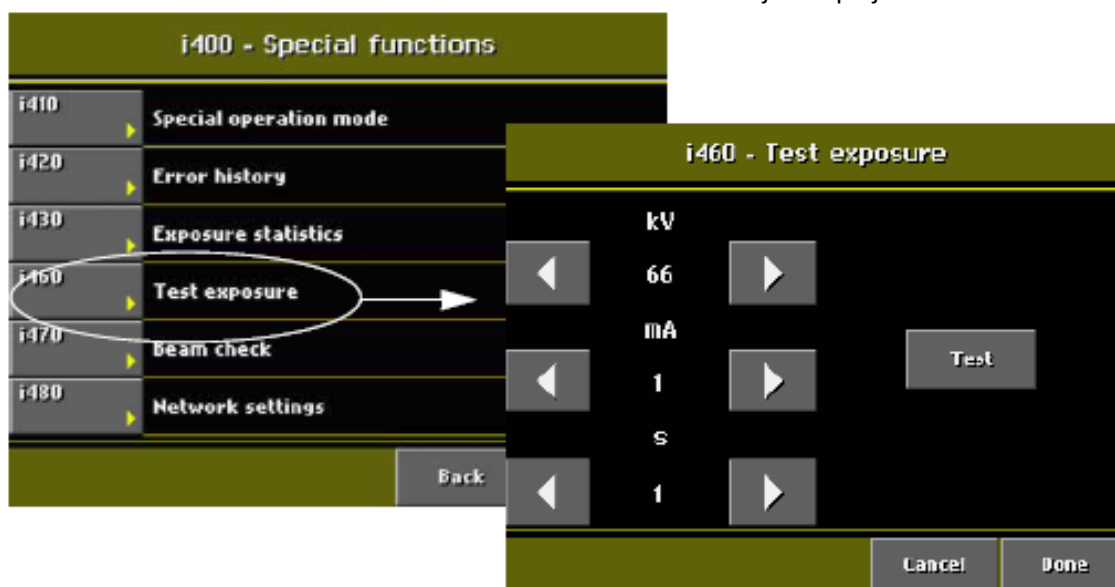 i400 - Special functions
i410
Special operation mode
i420
Error history
i430
Exposure statistics
i460
Test exposure
i470
Beam check
i480
Network settings
Back
i460 - Test exposure
kV
66
mA
1
s
1
Test
Cancel
Done